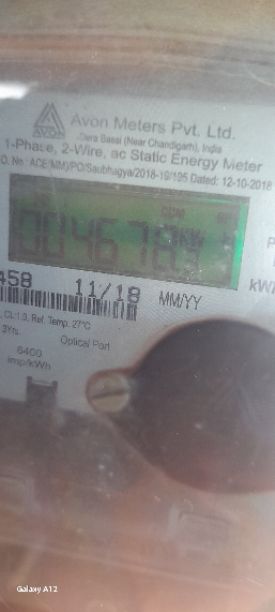 Avon Meters Pvt. Ltd.
AVON
Dera Bassi (Near Chandigarh), India
1-Phase, 2-Wire, ac Static Energy Meter
O. No. ACE(MM)/PO/Saubhagya/2018-19/195 Dated: 12-10-2018
CUM
kW
458 11/18 MM/YY
CL:1.0, Ref. Temp. 27°C
3Yrs.
Optical Port
6400
imp/kWh
Galaxy A12